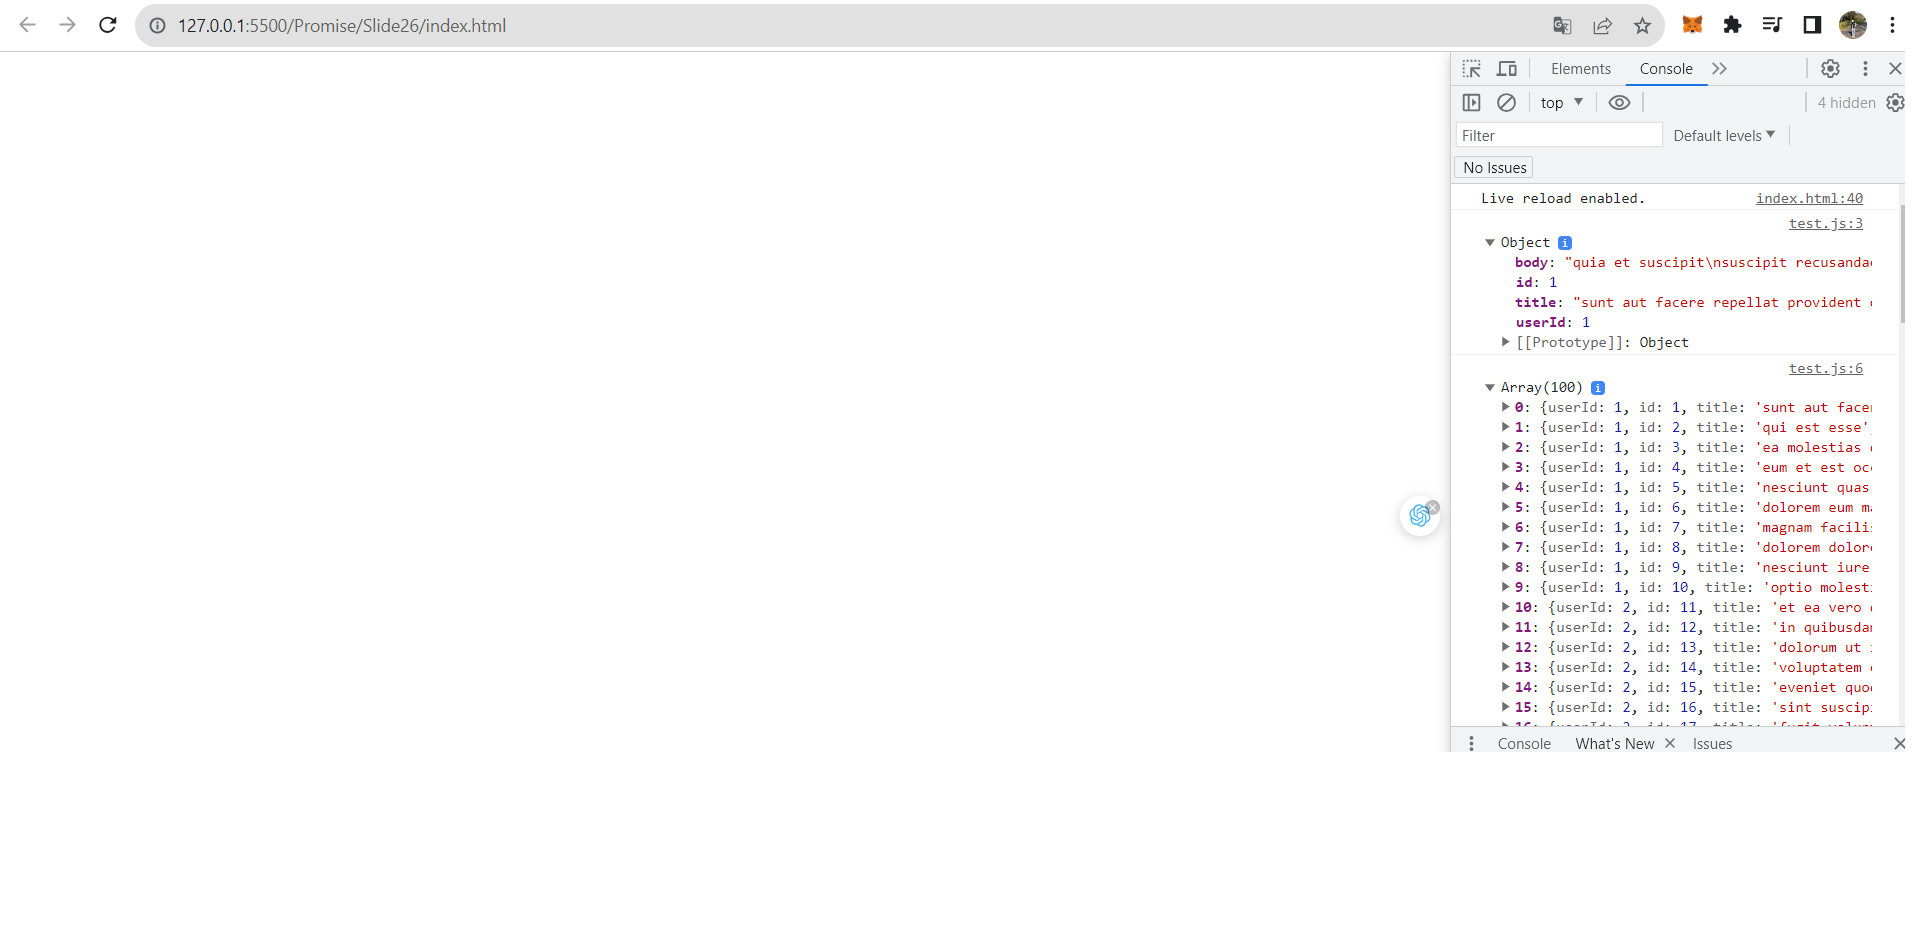 127.0.0.1:5500/Promise/Slide26/index.html
Elements Console
top 4 hidden
Filter Default levels
No Issues
Live reload enabled. index.html:40
test.js:3
Object i
body: "quia et suscipit\nsuscipit recusanda
id: 1
title: "sunt aut facere repellat provident
userId: 1
[[Prototype]]: Object
test.js:6
Array(100) i
0: {userId: 1, id: 1, title: 'sunt aut face
1: {userId: 1, id: 2, title: 'qui est esse'
2: {userId: 1, id: 3, title: 'ea molestias
3: {userId: 1, id: 4, title: 'eum et est occ
4: {userId: 1, id: 5, title: 'nesciunt quas
5: {userId: 1, id: 6, title: 'dolorem eum ma
6: {userId: 1, id: 7, title: 'magnam facilis
7: {userId: 1, id: 8, title: 'dolorem dolor
8: {userId: 1, id: 9, title: 'nesciunt iure
9: {userId: 1, id: 10, title: 'optio molest
10: {userId: 2, id: 11, title: 'et ea vero
11: {userId: 2, id: 12, title: 'in quibusdam
12: {userId: 2, id: 13, title: 'dolorum ut
13: {userId: 2, id: 14, title: 'voluptatem
14: {userId: 2, id: 15, title: 'eveniet quo
15: {userId: 2, id: 16, title: 'sint suscip
Console What's New Issues